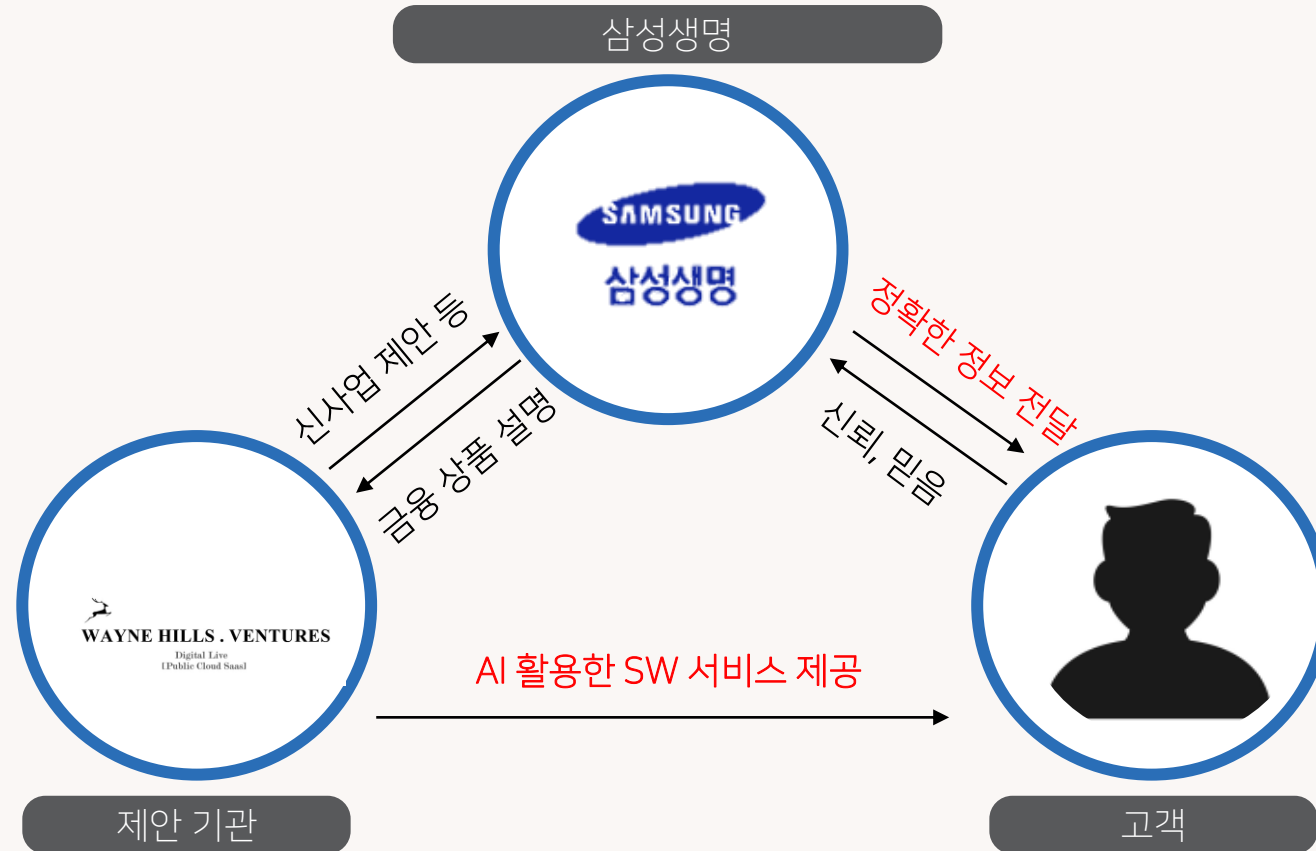 삼성생명
SAMSUNG
삼성생명
신사업 제안 등
금융 상품 설명
정확한 정보 전달
신뢰, 믿음
WAYNE HILLS . VENTURES
Digital Live
[Public Cloud Saas]
AI 활용한 SW 서비스 제공
제안 기관
고객